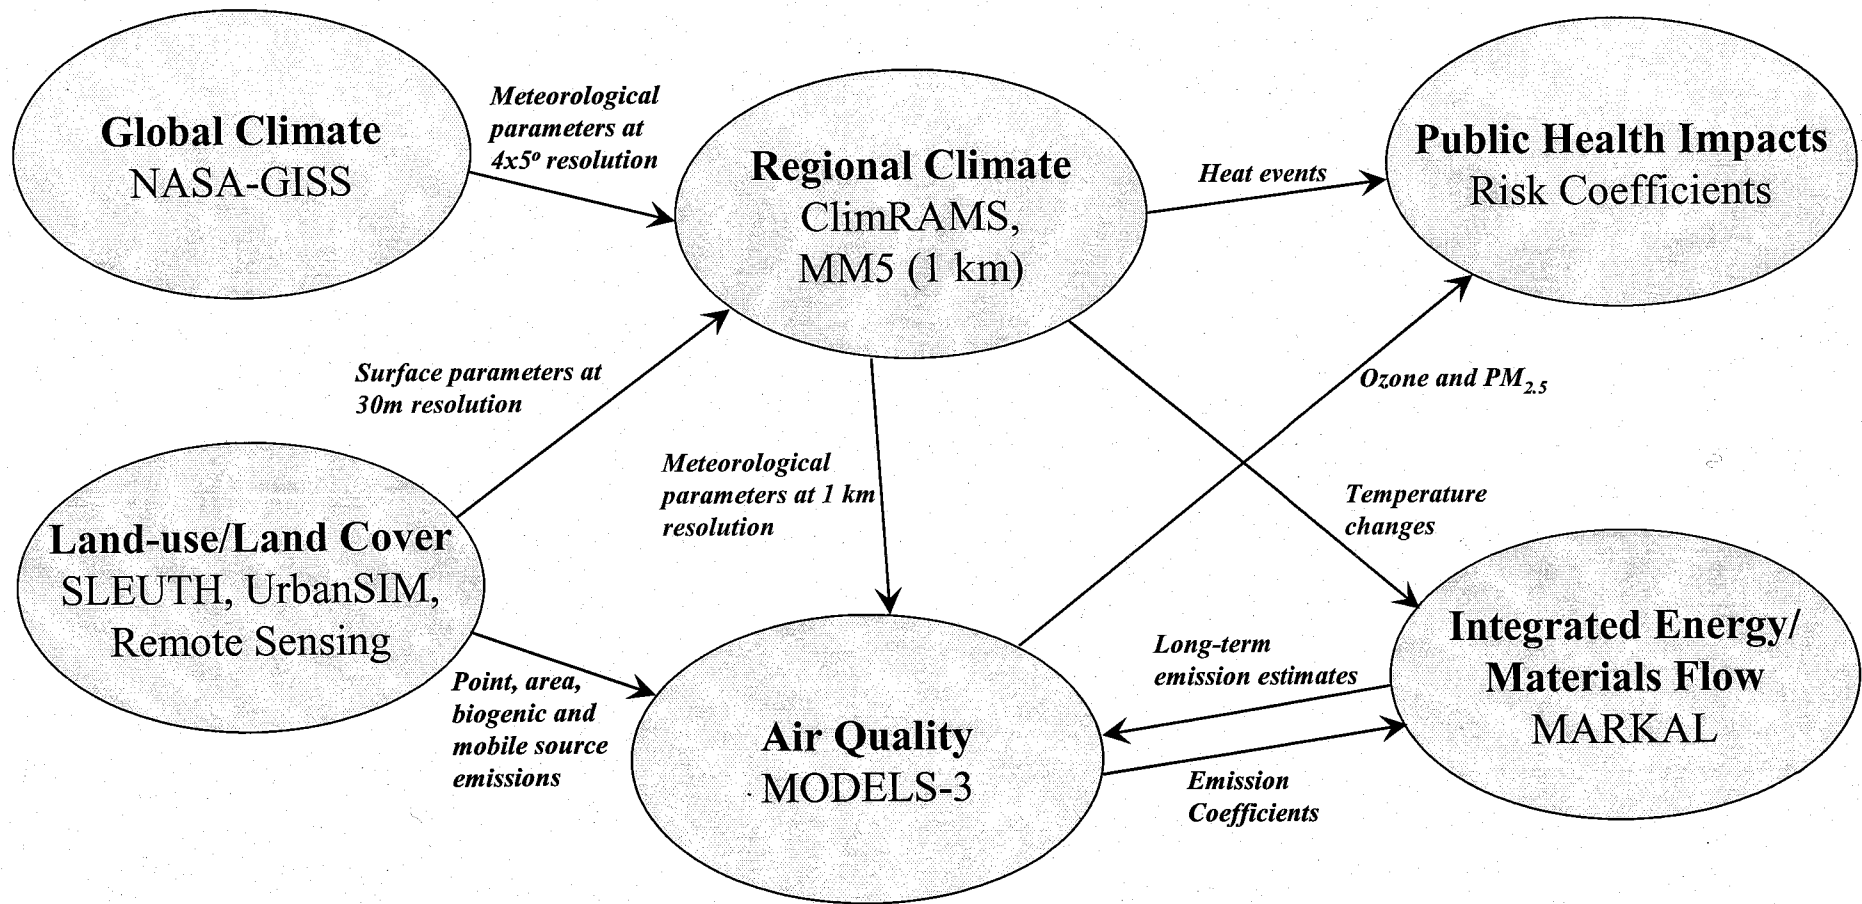 Global Climate
NASA-GISS
Meteorological
parameters at
4x5º resolution
Regional Climate
ClimRAMS,
MM5 (1 km)
Heat events
Public Health Impacts
Risk Coefficients
Surface parameters at
30m resolution
Ozone and PM2.5
Meteorological
parameters at 1 km
resolution
Temperature
changes
Land-use/Land Cover
SLEUTH, UrbanSIM,
Remote Sensing
Point, area,
biogenic and
mobile source
emissions
Air Quality
MODELS-3
Long-term
emission estimates
Emission
Coefficients
Integrated Energy/
Materials Flow
MARKAL